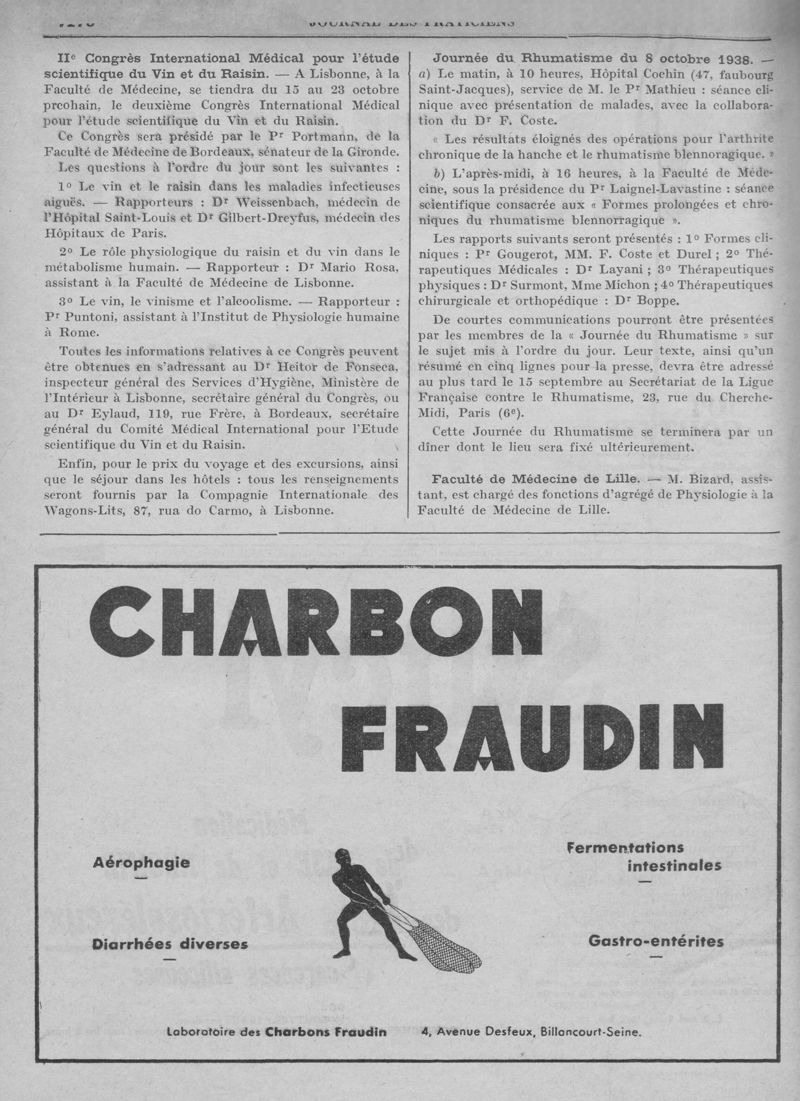 JOURNAL DES PRATICIENS
IIᵉ Congrès International Médical pour l'étude
scientifique du Vin et du Raisin. — A Lisbonne, à la
Faculté de Médecine, se tiendra du 15 au 23 octobre
prcohain, le deuxième Congrès International Médical
pour l'étude scientifique du Vin et du Raisin.
Ce Congrès sera présidé par le Pʳ Portmann, de la
Faculté de Médecine de Bordeaux, sénateur de la Gironde.
Les questions à l'ordre du jour sont les suivantes :
1º Le vin et le raisin dans les maladies infectieuses
aiguës. — Rapporteurs : Dʳ Weissenbach, médecin de
l'Hôpital Saint-Louis et Dʳ Gilbert-Dreyfus, médecin des
Hôpitaux de Paris.
2º Le rôle physiologique du raisin et du vin dans le
métabolisme humain. — Rapporteur : Dʳ Mario Rosa,
assistant à la Faculté de Médecine de Lisbonne.
3º Le vin, le vinisme et l'alcoolisme. — Rapporteur :
Pʳ Puntoni, assistant à l'Institut de Physiologie humaine
à Rome.
Toutes les informations relatives à ce Congrès peuvent
être obtenues en s'adressant au Dʳ Heitor de Fonseca,
inspecteur général des Services d'Hygiène, Ministère de
l'Intérieur à Lisbonne, secrétaire général du Congrès, ou
au Dʳ Eylaud, 119, rue Frère, à Bordeaux, secrétaire
général du Comité Médical International pour l'Etude
scientifique du Vin et du Raisin.
Enfin, pour le prix du voyage et des excursions, ainsi
que le séjour dans les hôtels : tous les renseignements
seront fournis par la Compagnie Internationale des
Wagons-Lits, 87, rua do Carmo, à Lisbonne.
Journée du Rhumatisme du 8 octobre 1938. —
a) Le matin, à 10 heures, Hôpital Cochin (47, faubourg
Saint-Jacques), service de M. le Pʳ Mathieu : séance cli-
nique avec présentation de malades, avec la collabora-
tion du Dʳ F. Coste.
« Les résultats éloignés des opérations pour l'arthrite
chronique de la hanche et le rhumatisme blennoragique. »
b) L'après-midi, à 16 heures, à la Faculté de Méde-
cine, sous la présidence du Pʳ Laignel-Lavastine : séance
scientifique consacrée aux « Formes prolongées et chro-
niques du rhumatisme blennorragique ».
Les rapports suivants seront présentés : 1º Formes cli-
niques : Pʳ Gougerot, MM. F. Coste et Durel ; 2º Thé-
rapeutiques Médicales : Dʳ Layani ; 3º Thérapeutiques
physiques : Dʳ Surmont, Mme Michon ; 4º Thérapeutiques
chirurgicale et orthopédique : Dʳ Boppe.
De courtes communications pourront être présentées
par les membres de la « Journée du Rhumatisme » sur
le sujet mis à l'ordre du jour. Leur texte, ainsi qu'un
résumé en cinq lignes pour la presse, devra être adressé
au plus tard le 15 septembre au Secrétariat de la Ligue
Française contre le Rhumatisme, 23, rue du Cherche-
Midi, Paris (6ᵉ).
Cette Journée du Rhumatisme se terminera par un
dîner dont le lieu sera fixé ultérieurement.
Faculté de Médecine de Lille. — M. Bizard, assis-
tant, est chargé des fonctions d'agrégé de Physiologie à la
Faculté de Médecine de Lille.
CHARBON
FRAUDIN
Aérophagie
Fermentations
intestinales
Diarrhées diverses
Gastro-entérites
Laboratoire des Charbons Fraudin 4, Avenue Desfeux, Billancourt-Seine.